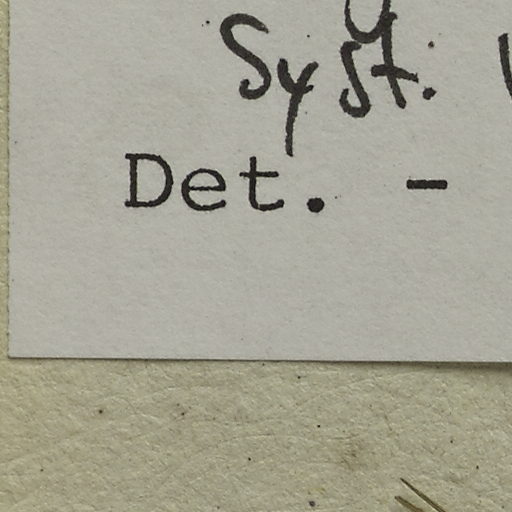 Syst.
Det. -